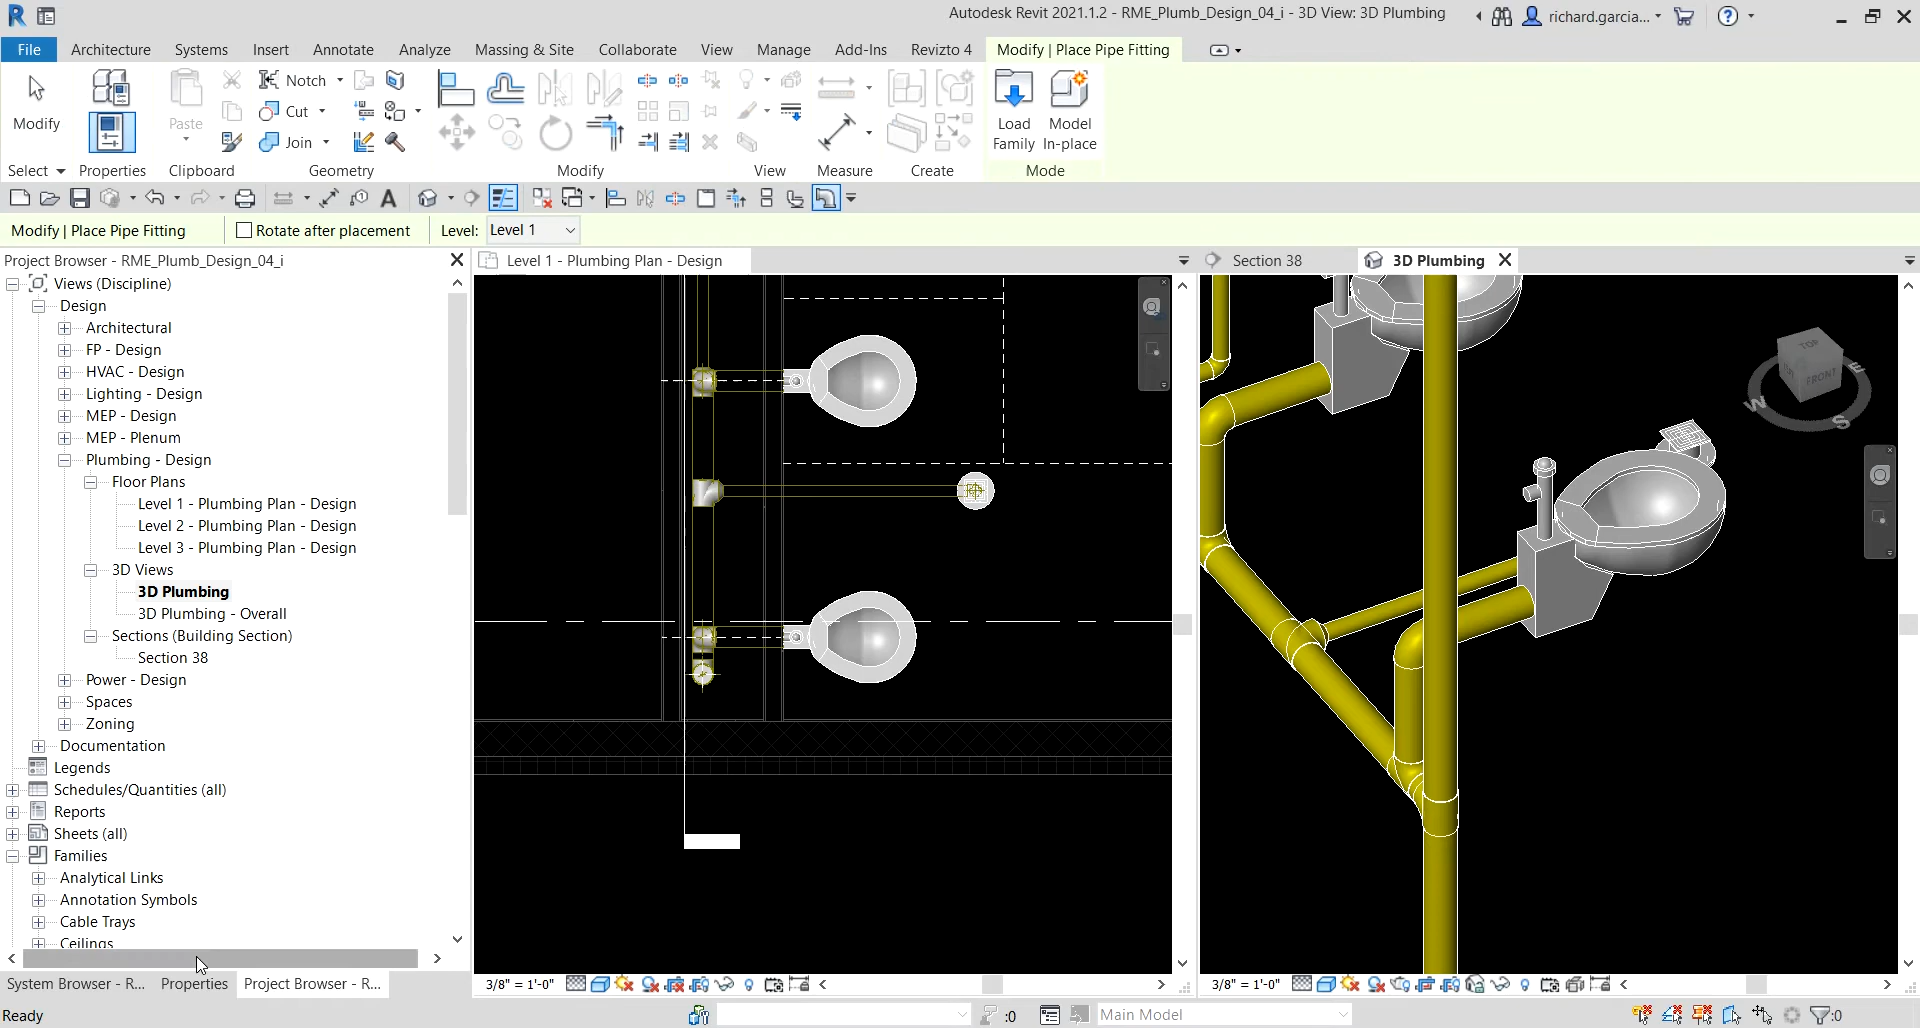 Autodesk Revit 2021.1.2 - RME_Plumb_Design_04_i - 3D View: 3D Plumbing
richard.garcia...
File Architecture Systems Insert Annotate Analyze Massing & Site Collaborate View Manage Add-Ins Revizto 4 Modify | Place Pipe Fitting
Modify
Paste
Notch
Cut
Join
Load Family
Model In-place
Select Properties Clipboard Geometry Modify View Measure Create Mode
Modify | Place Pipe Fitting Rotate after placement Level: Level 1
Project Browser - RME_Plumb_Design_04_i
Level 1 - Plumbing Plan - Design
Section 38
3D Plumbing
Views (Discipline)
Design
Architectural
FP - Design
HVAC - Design
Lighting - Design
MEP - Design
MEP - Plenum
Plumbing - Design
Floor Plans
Level 1 - Plumbing Plan - Design
Level 2 - Plumbing Plan - Design
Level 3 - Plumbing Plan - Design
3D Views
3D Plumbing
3D Plumbing - Overall
Sections (Building Section)
Section 38
Power - Design
Spaces
Zoning
Documentation
Legends
Schedules/Quantities (all)
Reports
Sheets (all)
Families
Analytical Links
Annotation Symbols
Cable Trays
Ceilings
TOP
FRONT
E
W
S
System Browser - R... Properties Project Browser - R...
3/8" = 1'-0"
3/8" = 1'-0"
Ready
:0
Main Model
:0